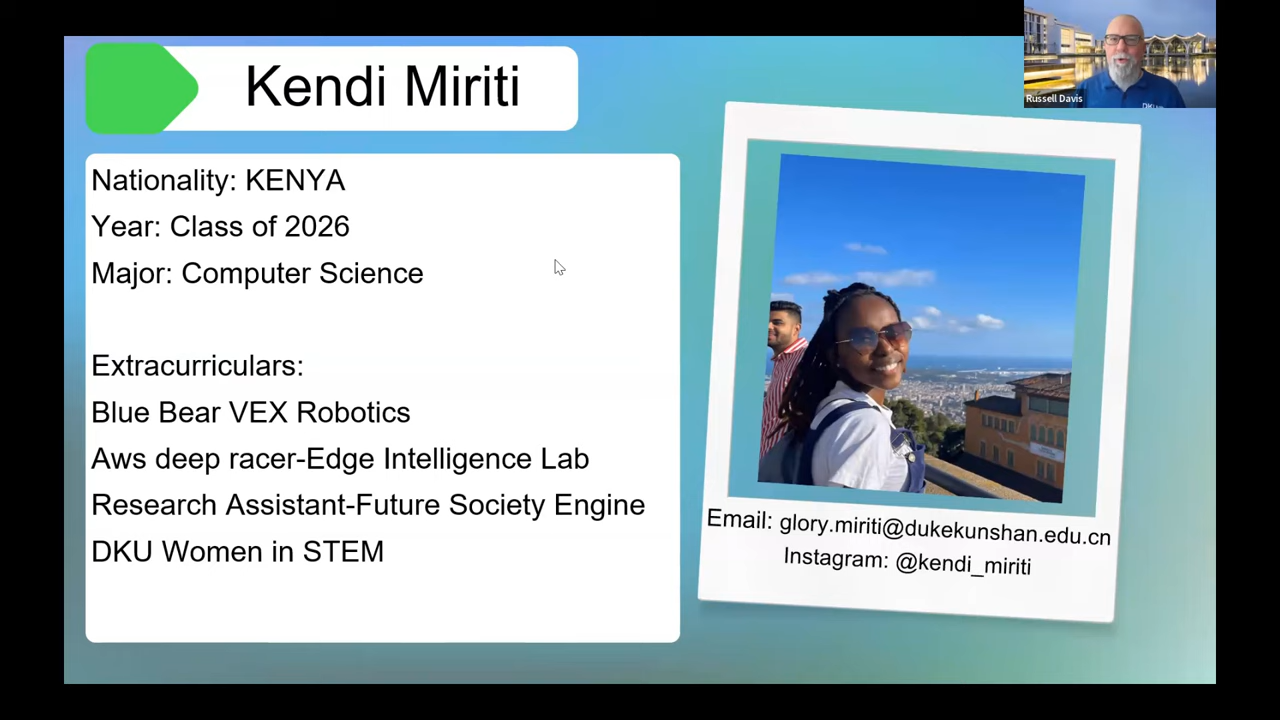 Kendi Miriti
Russell Davis
Nationality: KENYA
Year: Class of 2026
Major: Computer Science
Extracurriculars:
Blue Bear VEX Robotics
Aws deep racer-Edge Intelligence Lab
Research Assistant-Future Society Engine
DKU Women in STEM
Email: glory.miriti@dukekunshan.edu.cn
Instagram: @kendi_miriti